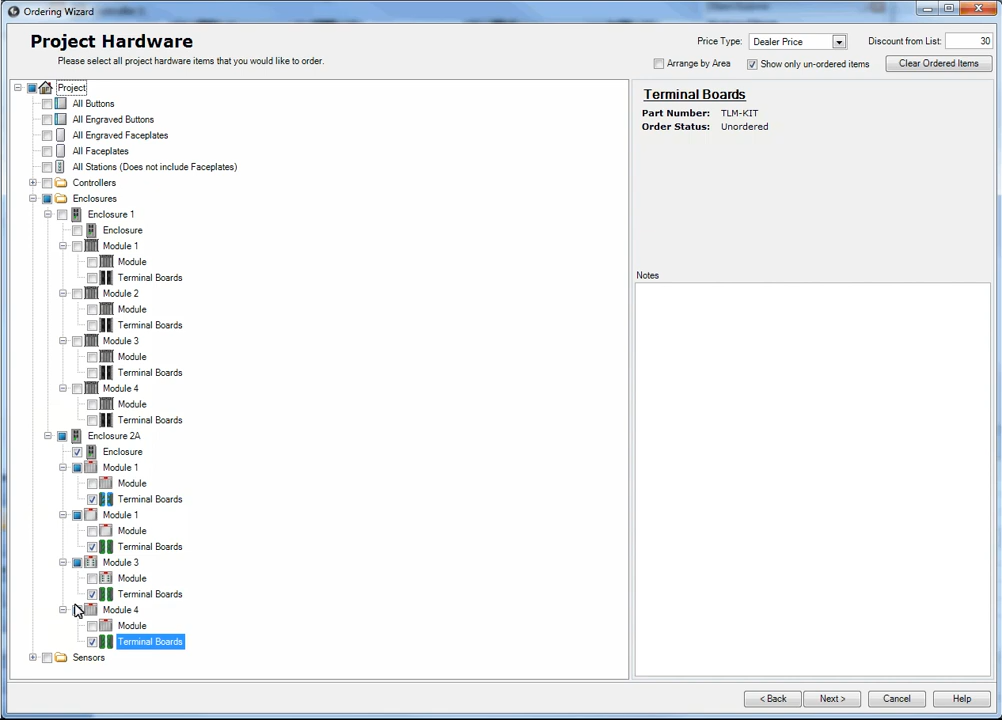 Ordering Wizard
Project Hardware
Please select all project hardware items that you would like to order.
Price Type: Dealer Price Discount from List: 30
Arrange by Area Show only un-ordered items Clear Ordered Items
Project
All Buttons
All Engraved Buttons
All Engraved Faceplates
All Faceplates
All Stations (Does not include Faceplates)
Controllers
Enclosures
Enclosure 1
Enclosure
Module 1
Module
Terminal Boards
Module 2
Module
Terminal Boards
Module 3
Module
Terminal Boards
Module 4
Module
Terminal Boards
Enclosure 2A
Enclosure
Module 1
Module
Terminal Boards
Module 1
Module
Terminal Boards
Module 3
Module
Terminal Boards
Module 4
Module
Terminal Boards
Sensors
Terminal Boards
Part Number: TLM-KIT
Order Status: Unordered
Notes
< Back Next > Cancel Help